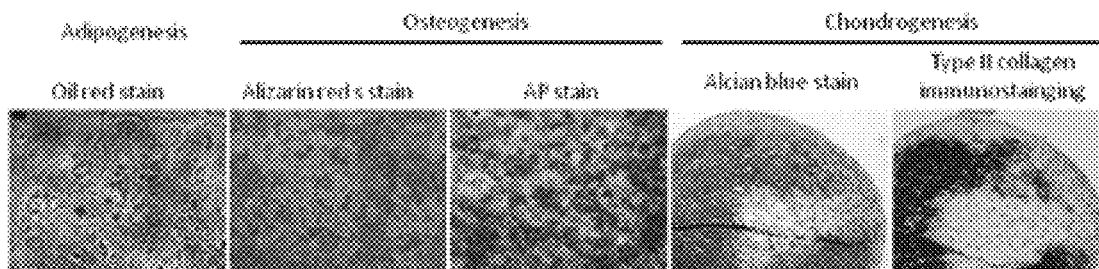 Adipogenesis
Osteogenesis
Chondrogenesis
Oil red stain
Alizarin red s stain
AP stain
Alcian blue stain
Type II collagen
immunostainging